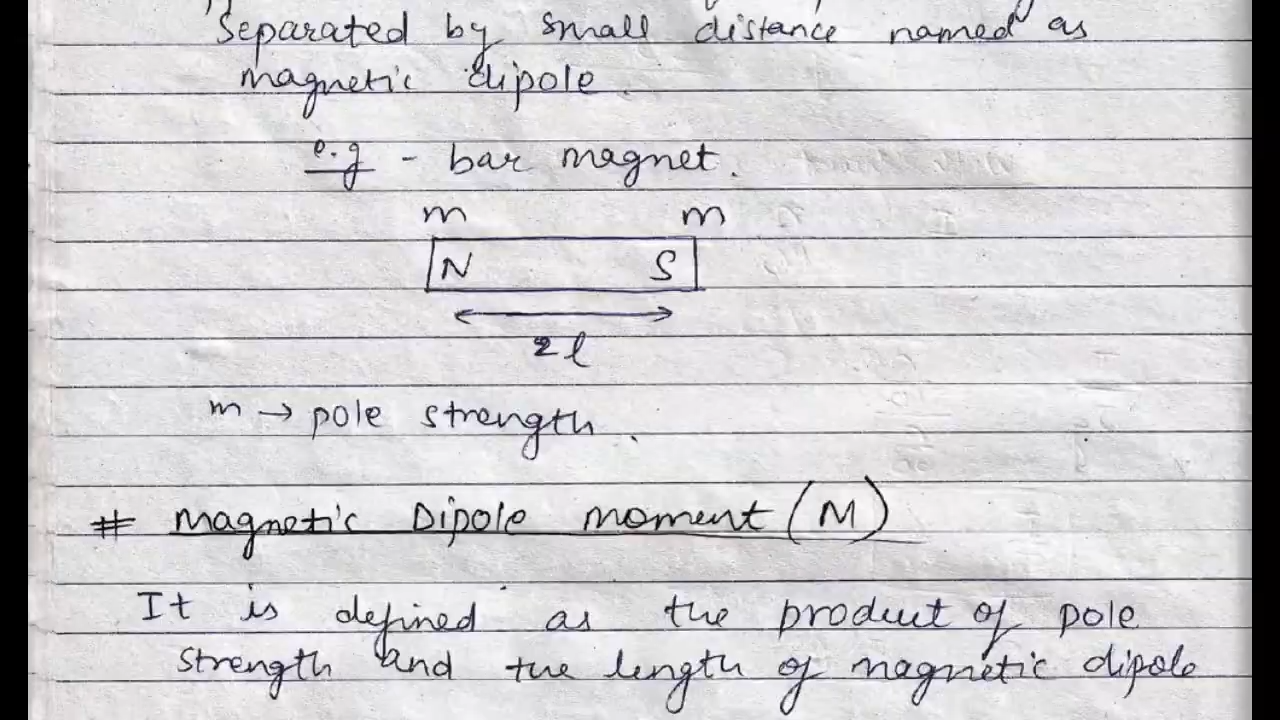 Separated by small distance named as
magnetic dipole.
e.g - bar magnet.
m m
N S
2l
m → pole strength.
# Magnetic Dipole moment (M)
It is defined as the product of pole
strength and the length of magnetic dipole